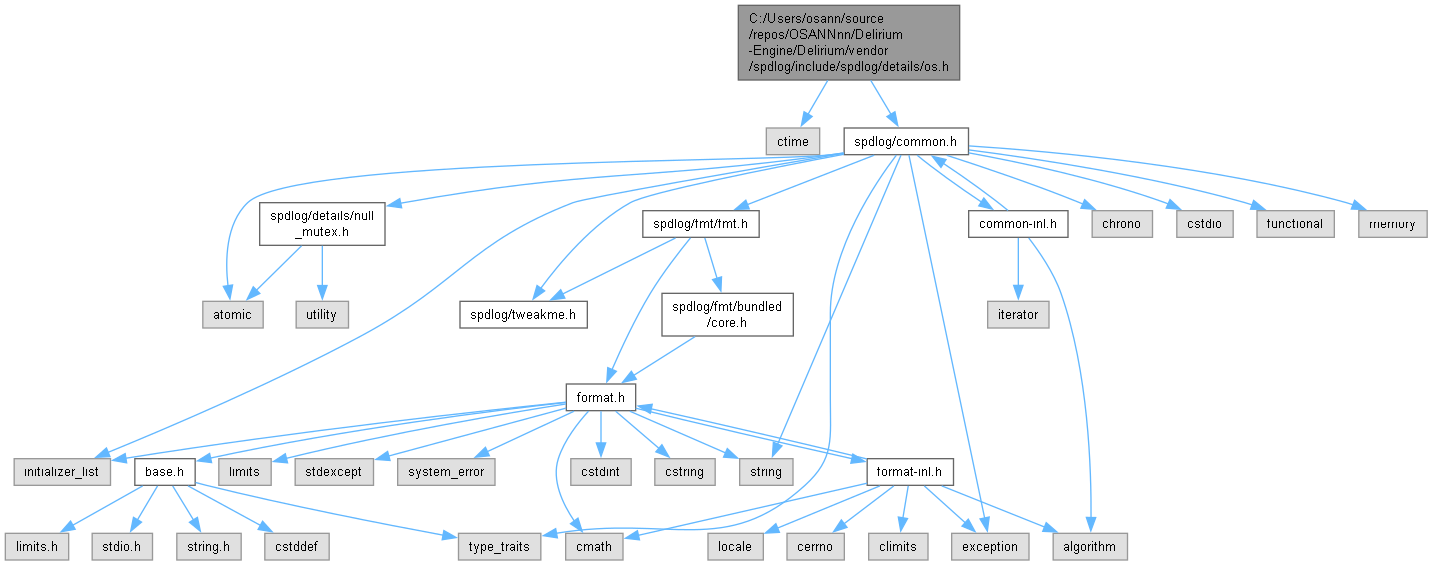 C:/Users/osann/source
/repos/OSANNnn/Delirium
-Engine/Delirium/vendor
/spdlog/include/spdlog/details/os.h
ctime
spdlog/common.h
spdlog/details/null
_mutex.h
spdlog/fmt/fmt.h
common-inl.h
chrono
cstdio
functional
memory
atomic
utility
spdlog/tweakme.h
spdlog/fmt/bundled
/core.h
iterator
format.h
initializer_list
base.h
limits
stdexcept
system_error
cstdint
cstring
string
format-inl.h
limits.h
stdio.h
string.h
cstddef
type_traits
cmath
locale
cerrno
climits
exception
algorithm